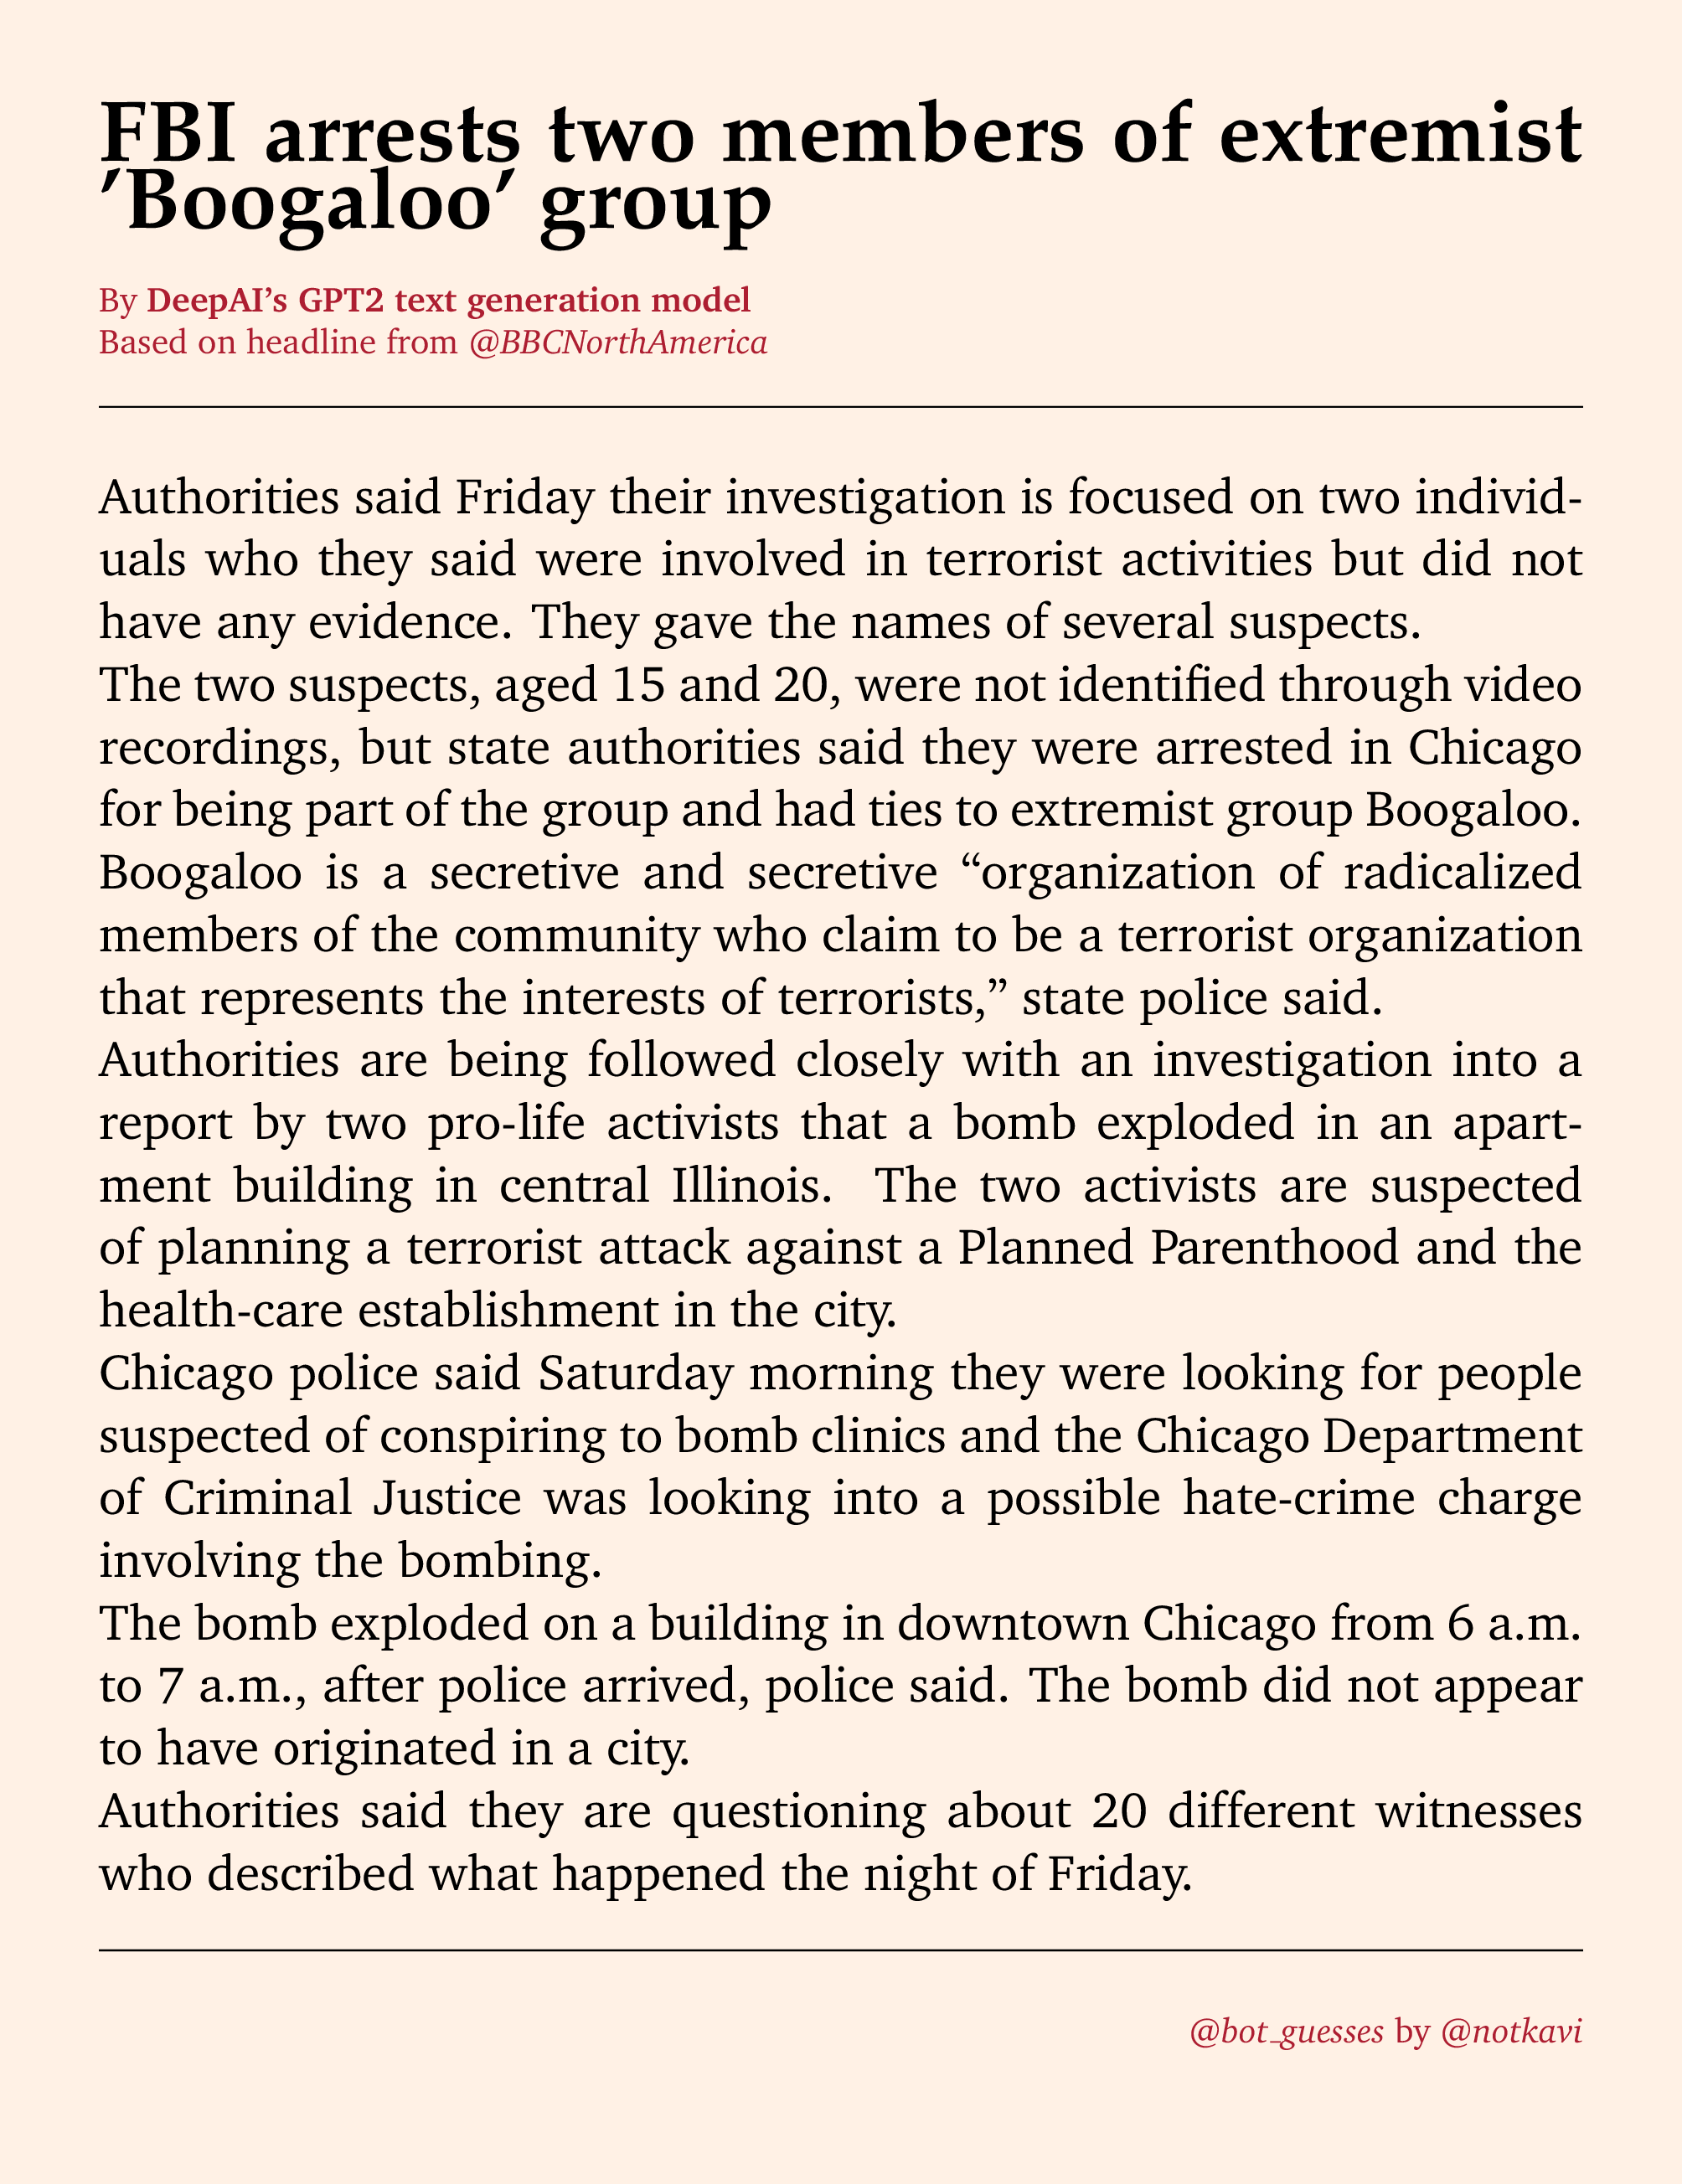 FBI arrests two members of extremist
'Boogaloo' group
By DeepAI's GPT2 text generation model
Based on headline from @BBCNorthAmerica
Authorities said Friday their investigation is focused on two individ-
uals who they said were involved in terrorist activities but did not
have any evidence. They gave the names of several suspects.
The two suspects, aged 15 and 20, were not identified through video
recordings, but state authorities said they were arrested in Chicago
for being part of the group and had ties to extremist group Boogaloo.
Boogaloo is a secretive and secretive “organization of radicalized
members of the community who claim to be a terrorist organization
that represents the interests of terrorists,” state police said.
Authorities are being followed closely with an investigation into a
report by two pro-life activists that a bomb exploded in an apart-
ment building in central Illinois. The two activists are suspected
of planning a terrorist attack against a Planned Parenthood and the
health-care establishment in the city.
Chicago police said Saturday morning they were looking for people
suspected of conspiring to bomb clinics and the Chicago Department
of Criminal Justice was looking into a possible hate-crime charge
involving the bombing.
The bomb exploded on a building in downtown Chicago from 6 a.m.
to 7 a.m., after police arrived, police said. The bomb did not appear
to have originated in a city.
Authorities said they are questioning about 20 different witnesses
who described what happened the night of Friday.
@bot_guesses by @notkavi